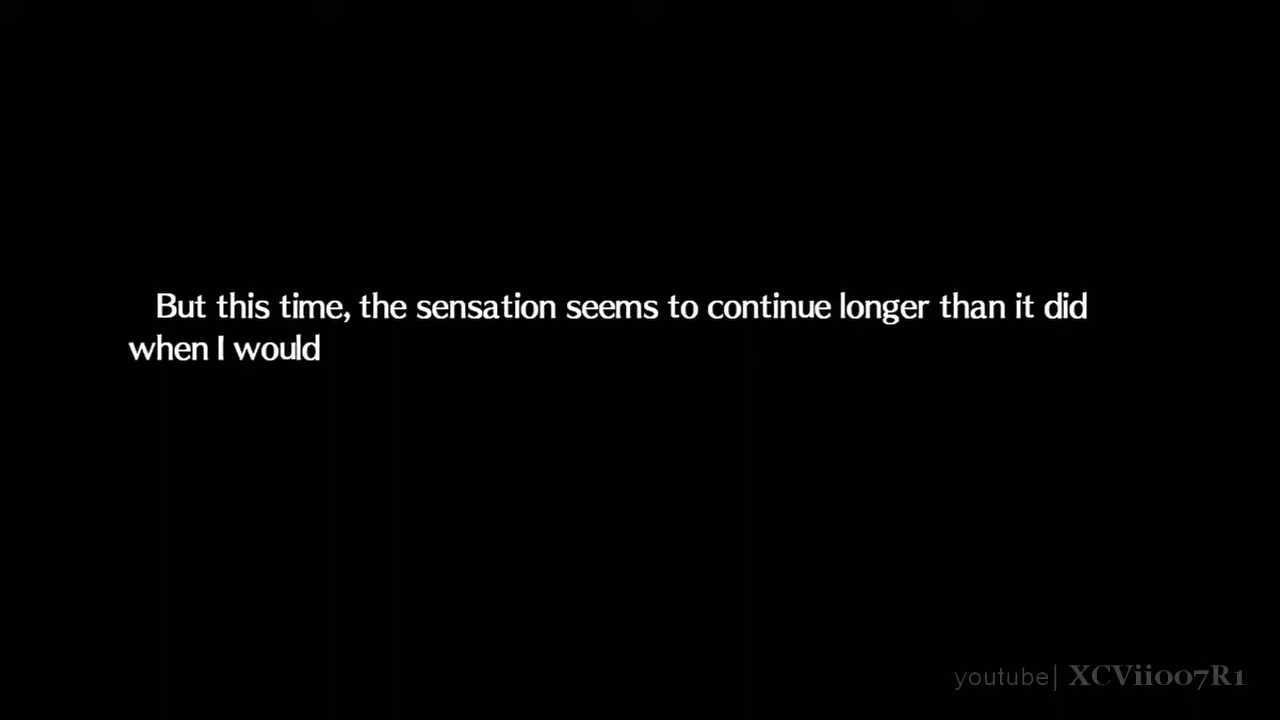 But this time, the sensation seems to continue longer than it did
when I would
youtube| XCVii007R1